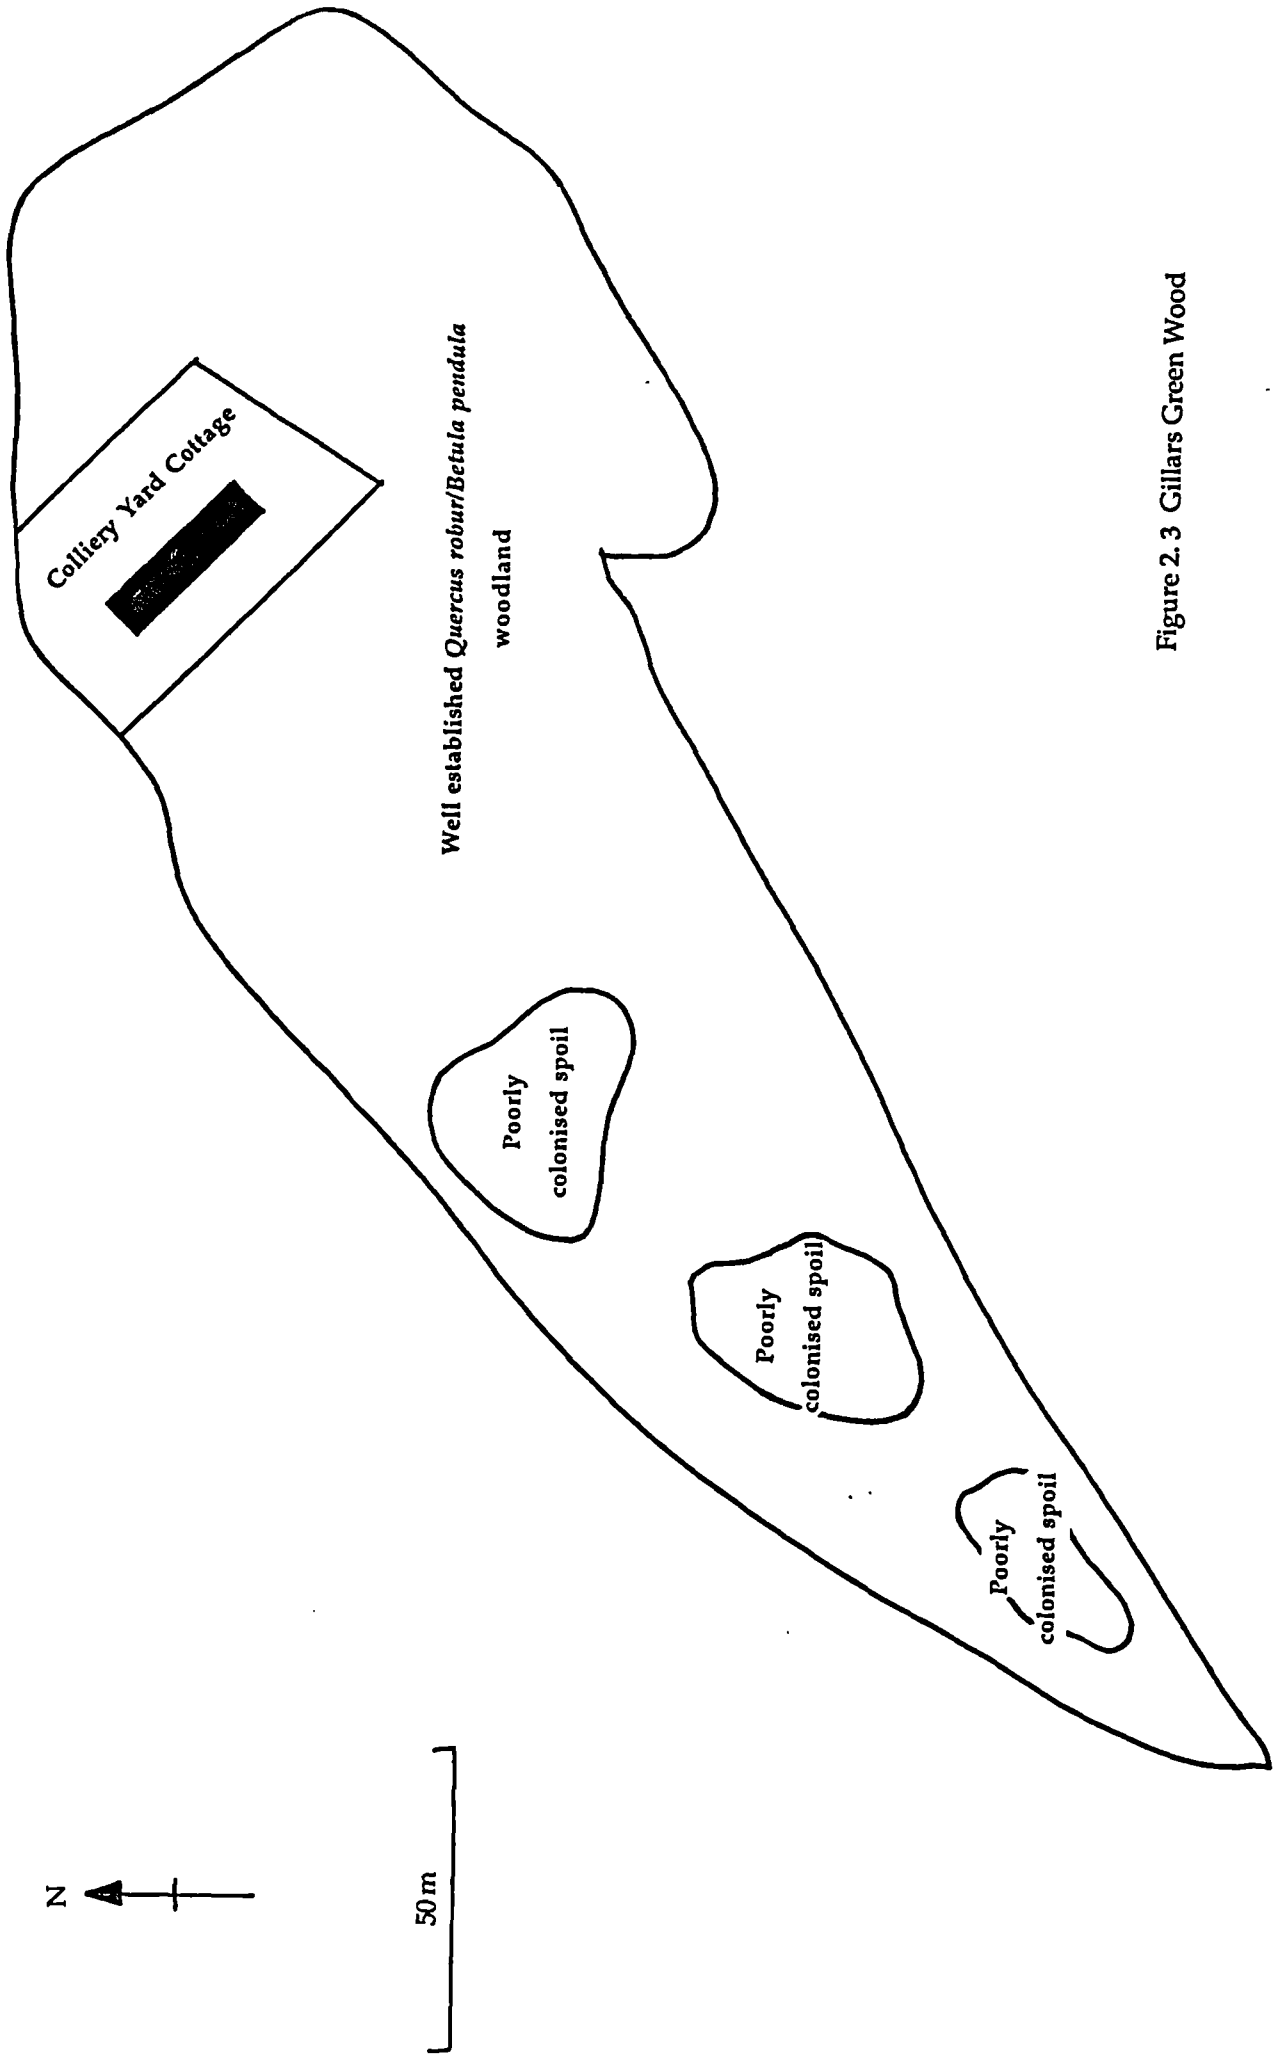 N
50 m
Colliery Yard Cottage
Well established Quercus robur/Betula pendula
woodland
Poorly
colonised spoil
Poorly
colonised spoil
Poorly
colonised spoil
Figure 2. 3 Gillars Green Wood